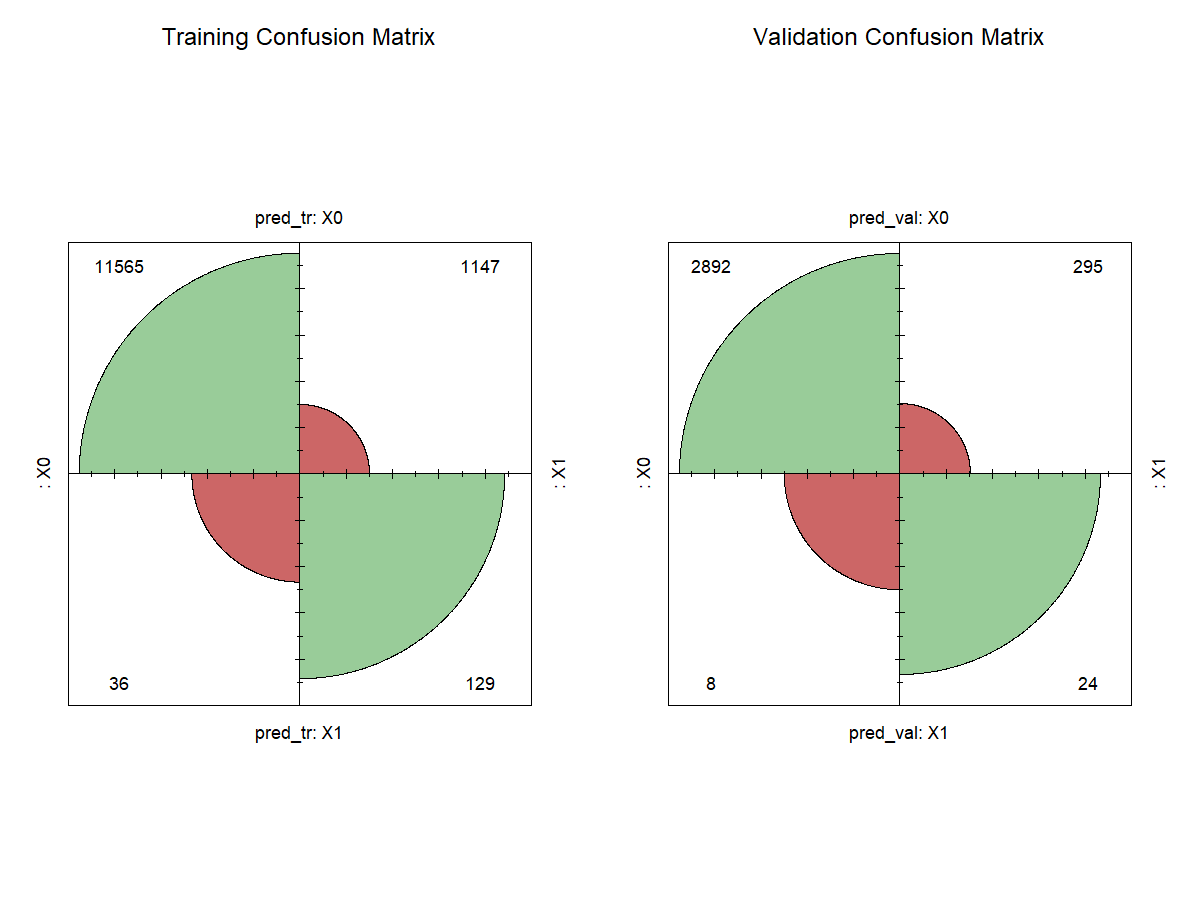 Training Confusion Matrix
pred_tr: X0
11565
1147
: X0
: X1
36
129
pred_tr: X1
Validation Confusion Matrix
pred_val: X0
2892
295
: X0
: X1
8
24
pred_val: X1